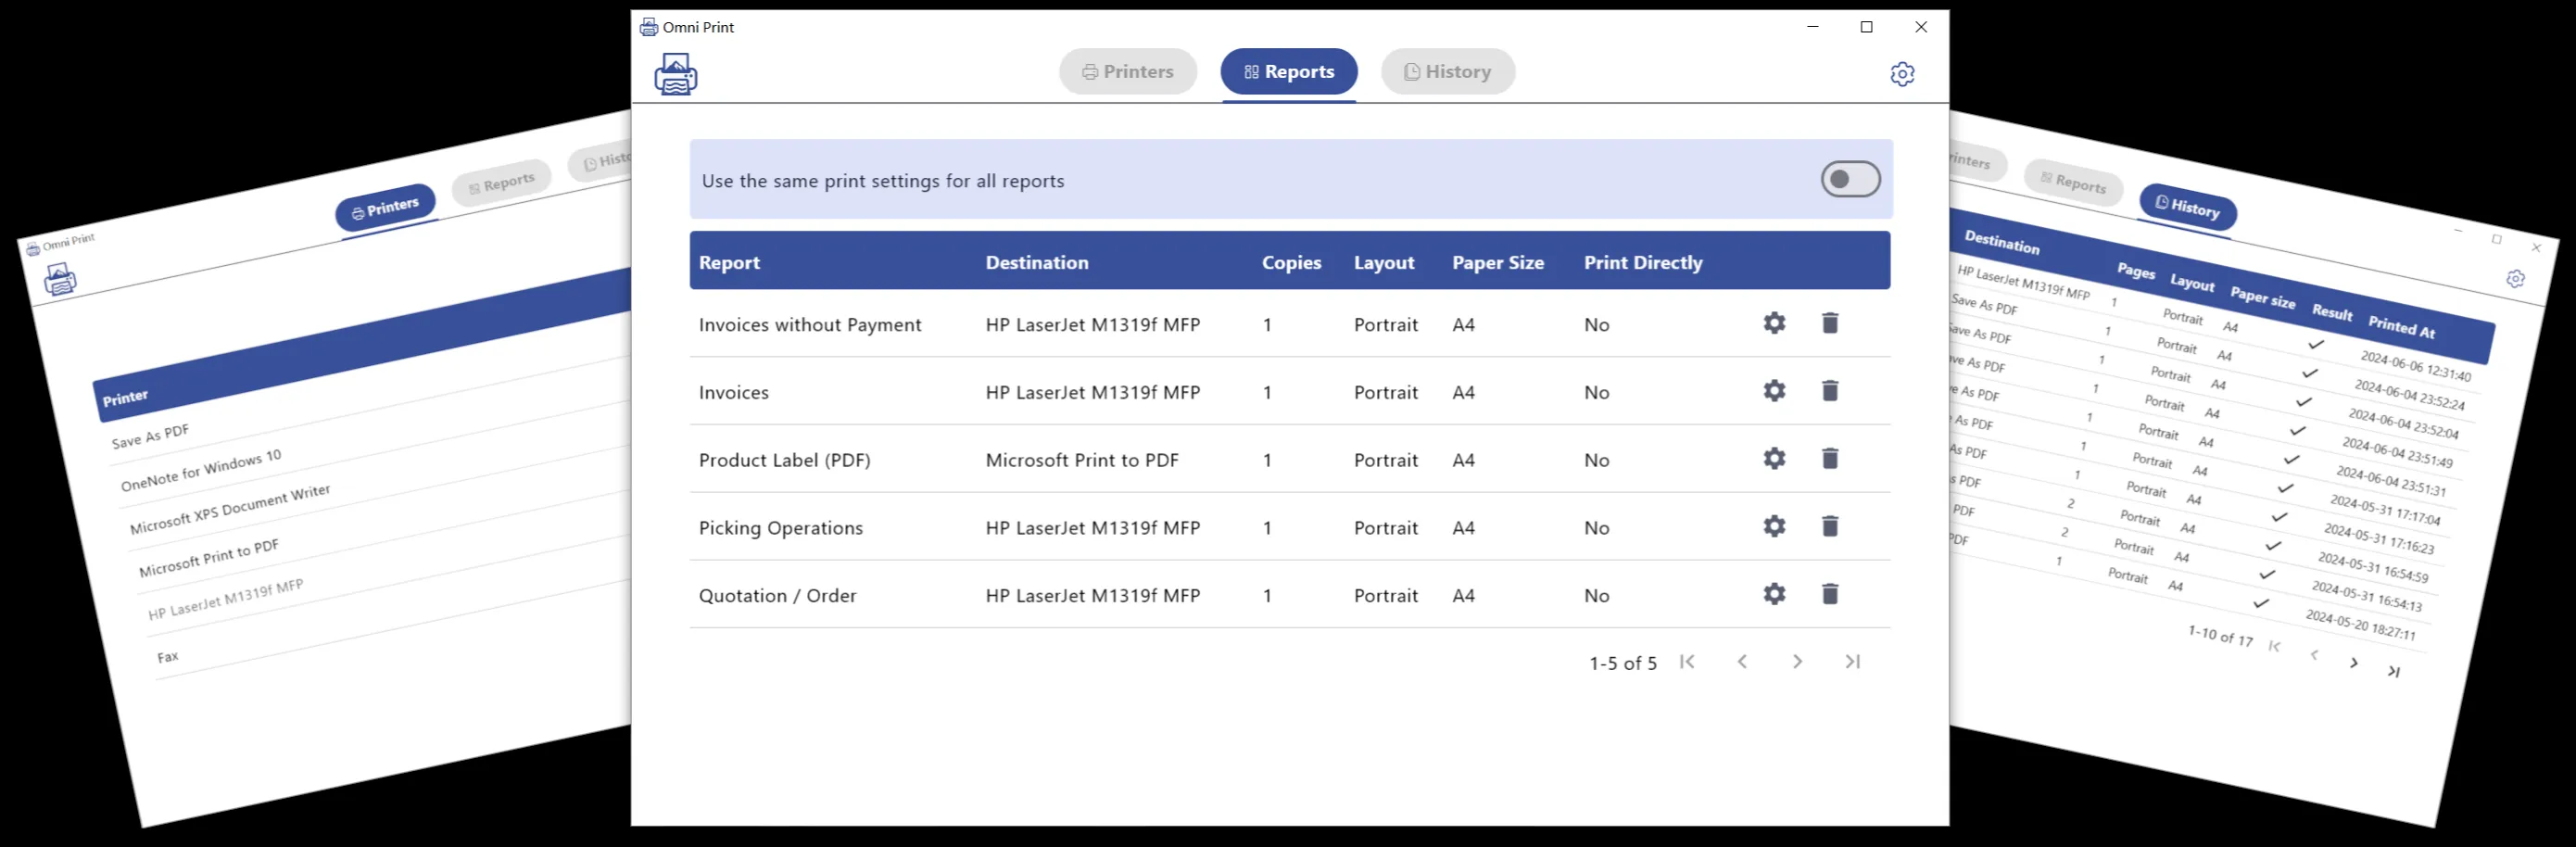 Omni Print
Printers
Reports
Histo
Printer
Save As PDF
OneNote for Windows 10
Microsoft XPS Document Writer
Microsoft Print to PDF
HP LaserJet M1319f MFP
Fax
Omni Print
Printers
Reports
History
Use the same print settings for all reports
Report Destination Copies Layout Paper Size Print Directly
Invoices without Payment HP LaserJet M1319f MFP 1 Portrait A4 No
Invoices HP LaserJet M1319f MFP 1 Portrait A4 No
Product Label (PDF) Microsoft Print to PDF 1 Portrait A4 No
Picking Operations HP LaserJet M1319f MFP 1 Portrait A4 No
Quotation / Order HP LaserJet M1319f MFP 1 Portrait A4 No
1-5 of 5
rinters
Reports
History
Destination Pages Layout Paper size Result Printed At
HP LaserJet M1319f MFP 1 Portrait A4 2024-06-06 12:31:40
Save As PDF 1 Portrait A4 2024-06-04 23:52:24
Save As PDF 1 Portrait A4 2024-06-04 23:52:04
ave As PDF 1 Portrait A4 2024-06-04 23:51:49
e As PDF 1 Portrait A4 2024-06-04 23:51:31
As PDF 1 Portrait A4 2024-05-31 17:17:04
As PDF 1 Portrait A4 2024-05-31 17:16:23
s PDF 2 Portrait A4 2024-05-31 16:54:59
PDF 2 Portrait A4 2024-05-31 16:54:13
PDF 1 Portrait A4 2024-05-20 18:27:11
1-10 of 17